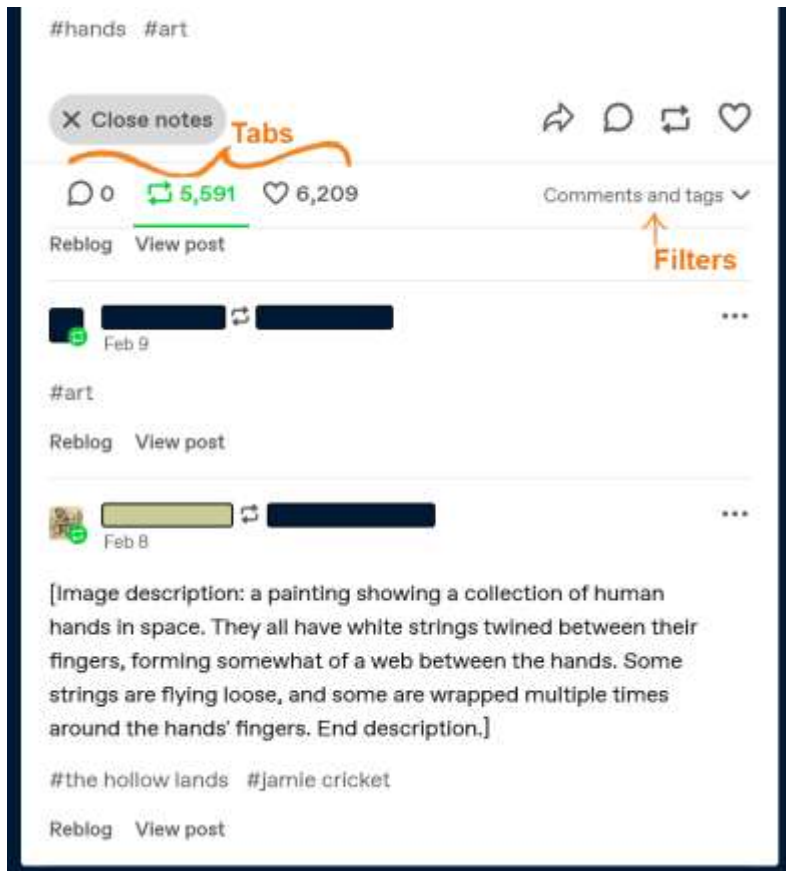 #hands #art
Close notes
Tabs
0 5,591 6,209 Comments and tags
Filters
Reblog View post
Feb 9
#art
Reblog View post
Feb 8
[Image description: a painting showing a collection of human
hands in space. They all have white strings twined between their
fingers, forming somewhat of a web between the hands. Some
strings are flying loose, and some are wrapped multiple times
around the hands' fingers. End description.]
#the hollow lands #jamie cricket
Reblog View post